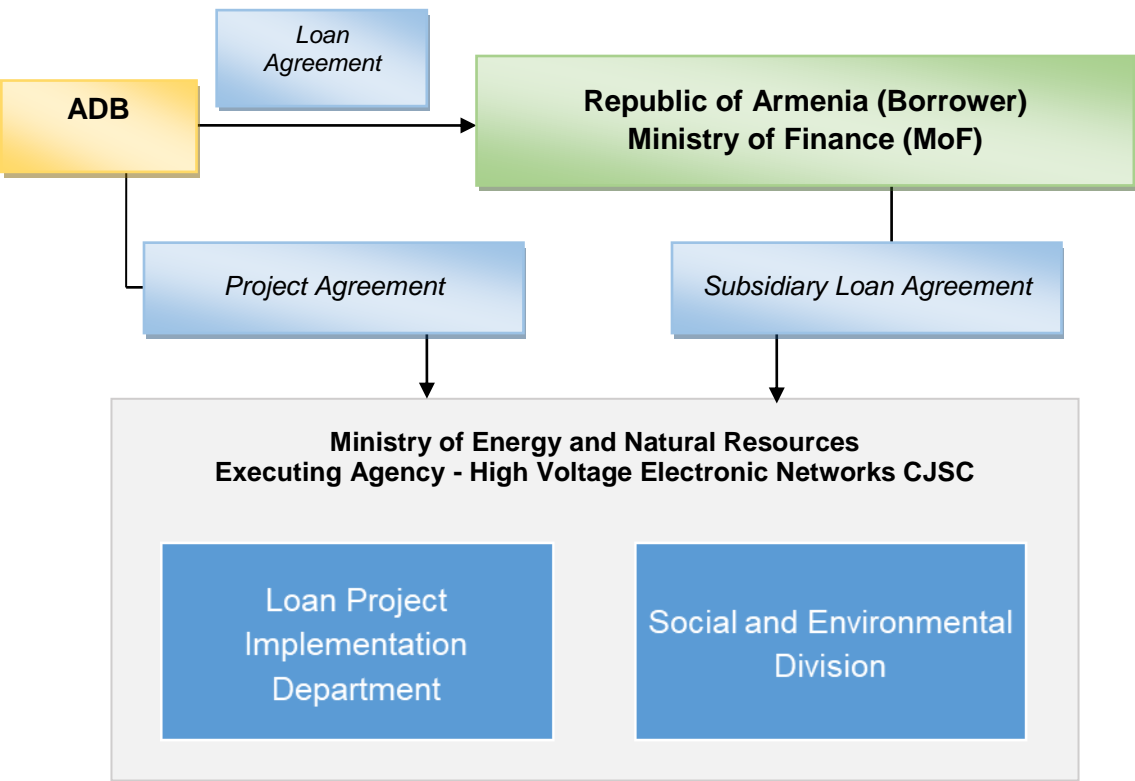 Loan
Agreement
ADB
Republic of Armenia (Borrower)
Ministry of Finance (MoF)
Project Agreement
Subsidiary Loan Agreement
Ministry of Energy and Natural Resources
Executing Agency - High Voltage Electronic Networks CJSC
Loan Project
Implementation
Department
Social and Environmental
Division